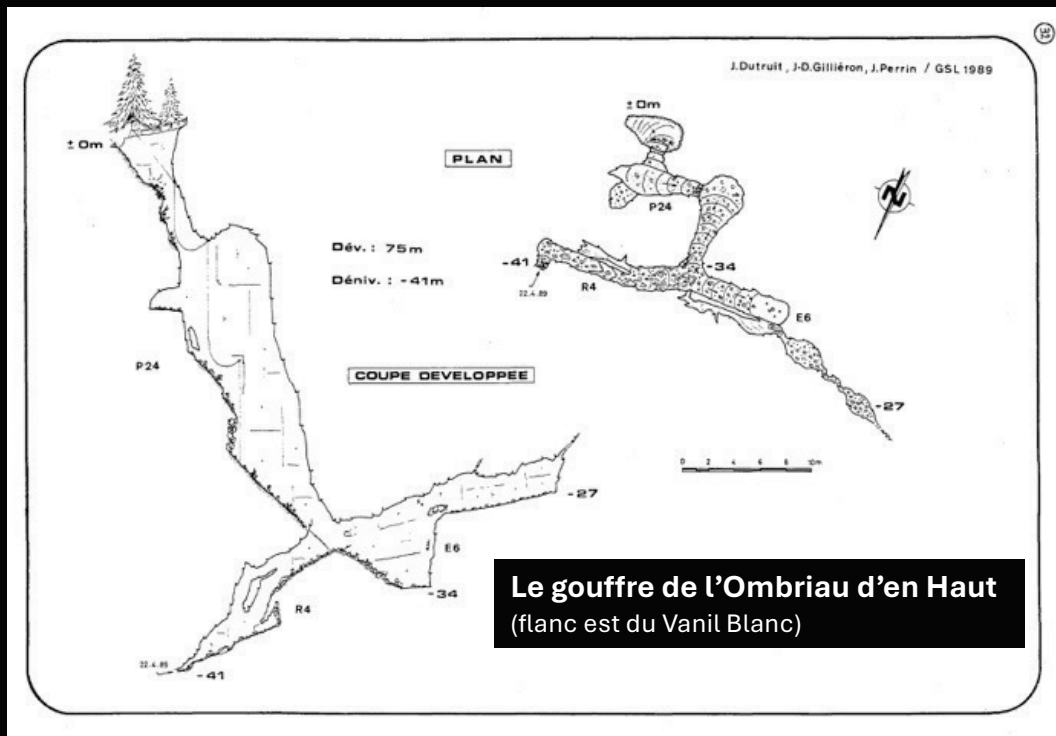 32
J.Dutruit, J-D.Gilliéron, J.Perrin / GSL 1989
± 0m
± 0m
PLAN
P24
N
Dév. : 75m
Déniv. : -41m
-41
22.4.89
R4
-34
E6
-27
P24
COUPE DEVELOPPEE
0 2 4 6 8 10m
-27
E6
-34
R4
22.4.89
-41
Le gouffre de l’Ombriau d’en Haut
(flanc est du Vanil Blanc)